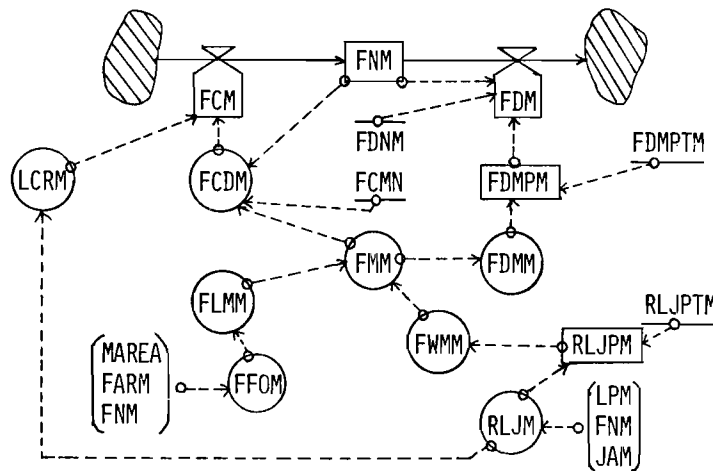 FNM
FCM
FDM
FDNM
FDMPTM
LCRM
FCDM
FCMN
FDMPM
FMM
FDMM
FLMM
RLJPTM
MAREA
FARM
FNM
FFOM
FWMM
RLJPM
RLJM
LPM
FNM
JAM